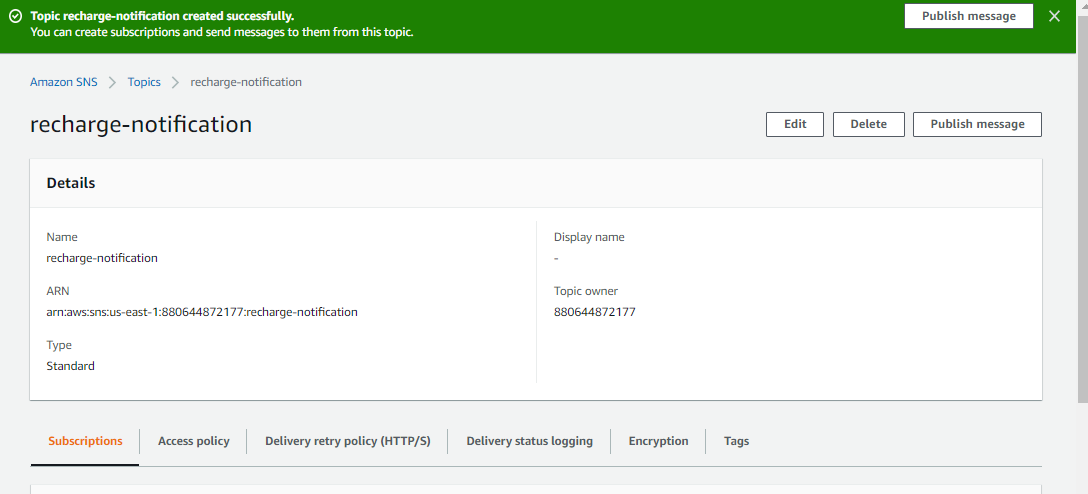 Topic recharge-notification created successfully.
You can create subscriptions and send messages to them from this topic.
Publish message
Amazon SNS
Topics
recharge-notification
recharge-notification
Edit
Delete
Publish message
Details
Name
recharge-notification
Display name
-
ARN
arn:aws:sns:us-east-1:880644872177:recharge-notification
Topic owner
880644872177
Type
Standard
Subscriptions
Access policy
Delivery retry policy (HTTP/S)
Delivery status logging
Encryption
Tags